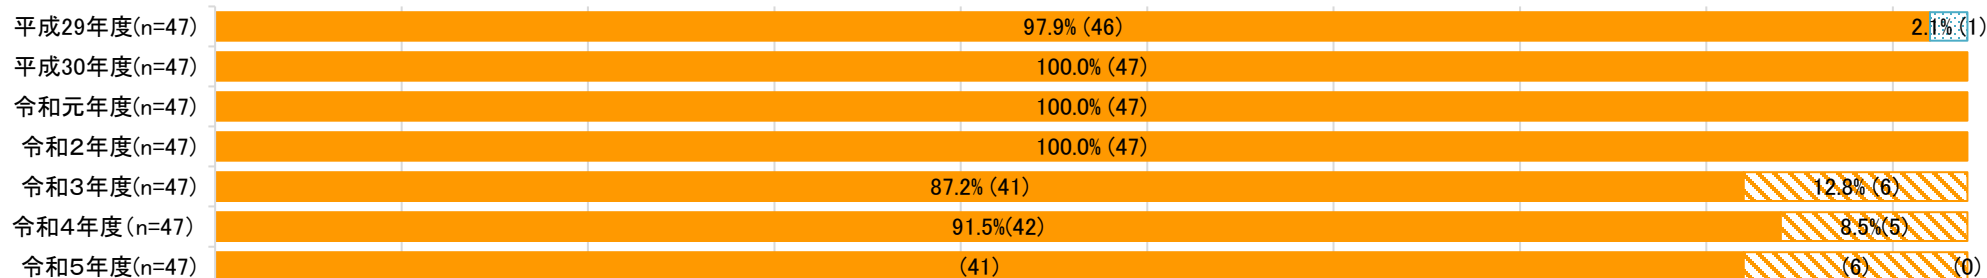 平成29年度(n=47) 97.9% (46) 2.1% (1)
平成30年度(n=47) 100.0% (47)
令和元年度(n=47) 100.0% (47)
令和２年度(n=47) 100.0% (47)
令和３年度(n=47) 87.2% (41) 12.8% (6)
令和４年度（n=47) 91.5%(42) 8.5%(5)
令和５年度(n=47) (41) (6) (0)